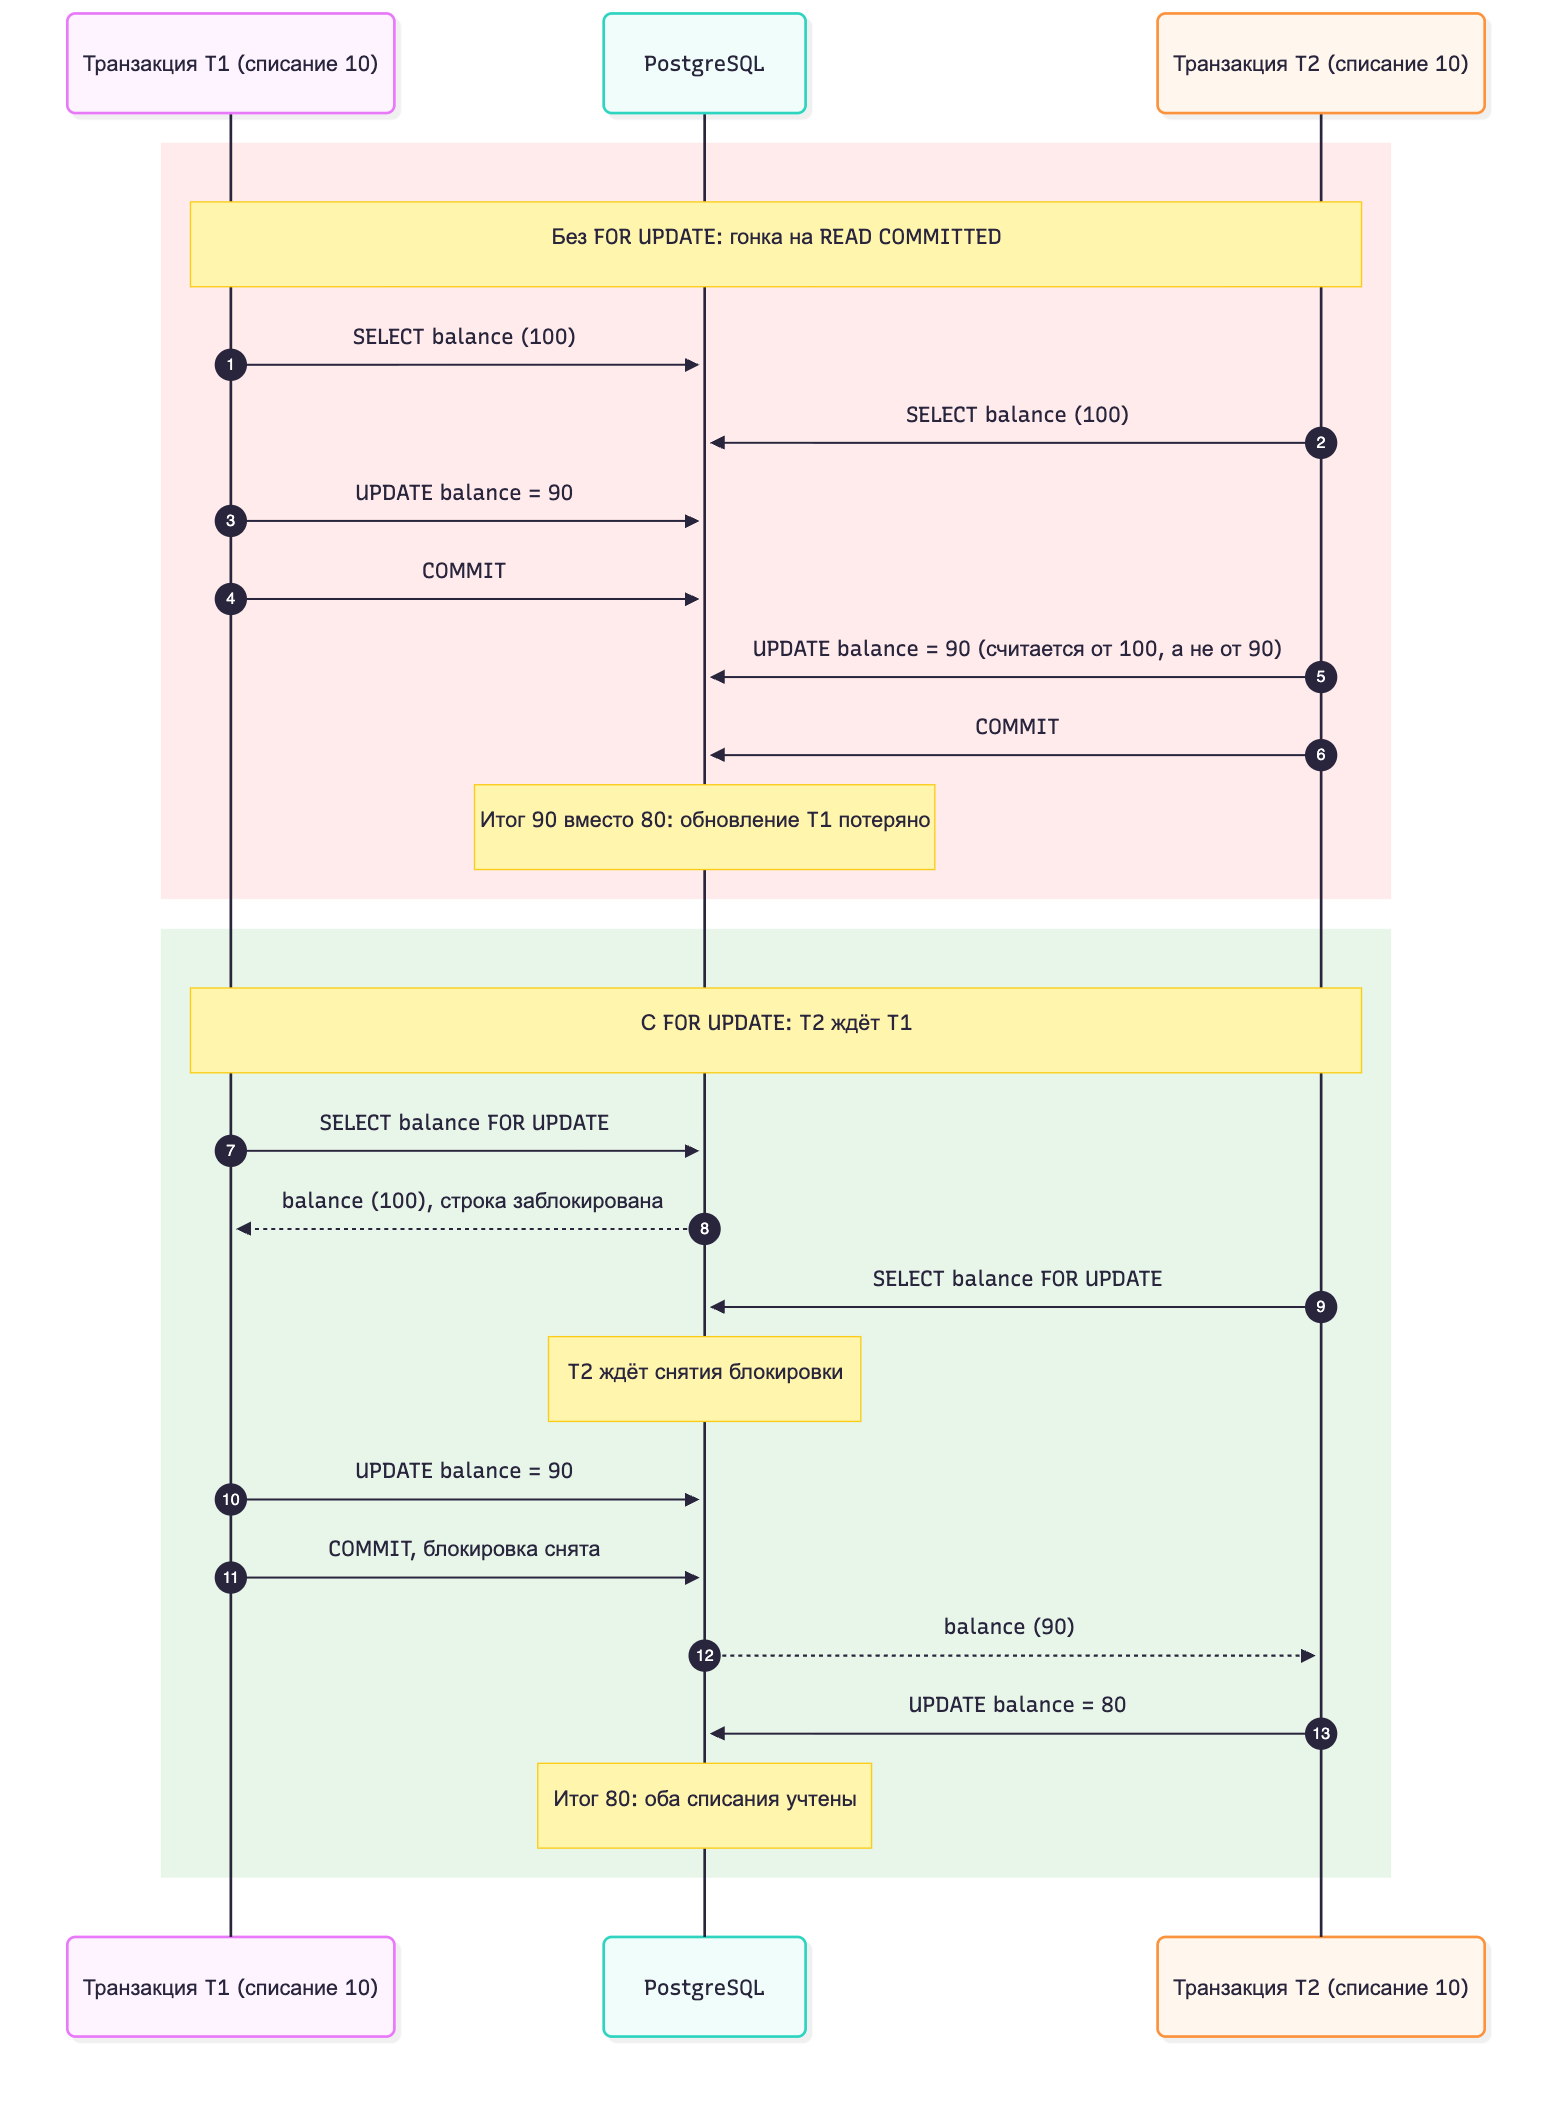 Транзакция T1 (списание 10)
PostgreSQL
Транзакция T2 (списание 10)
Без FOR UPDATE: гонка на READ COMMITTED
SELECT balance (100)
1
SELECT balance (100)
2
UPDATE balance = 90
3
COMMIT
4
UPDATE balance = 90 (считается от 100, а не от 90)
5
COMMIT
6
Итог 90 вместо 80: обновление T1 потеряно
С FOR UPDATE: T2 ждёт T1
SELECT balance FOR UPDATE
7
balance (100), строка заблокирована
8
SELECT balance FOR UPDATE
9
T2 ждёт снятия блокировки
UPDATE balance = 90
10
COMMIT, блокировка снята
11
balance (90)
12
UPDATE balance = 80
13
Итог 80: оба списания учтены
Транзакция T1 (списание 10)
PostgreSQL
Транзакция T2 (списание 10)